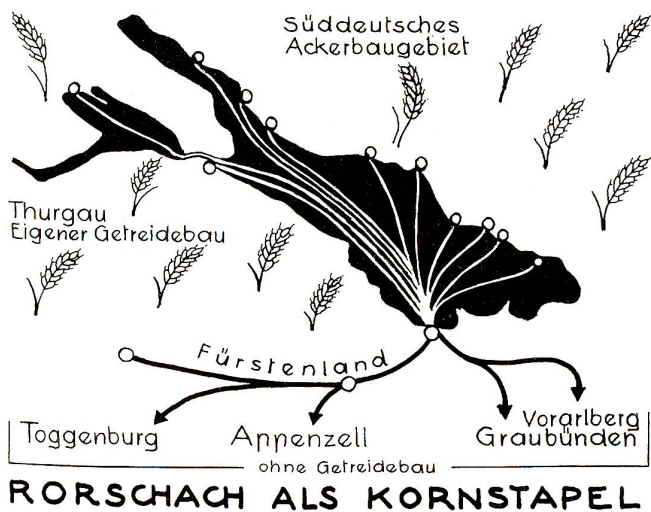 Süddeutsches
Ackerbaugebiet
Thurgau
Eigener Getreidebau
Fürstenland
Toggenburg
Appenzell
Vorarlberg
Graubünden
ohne Getreidebau
RORSCHACH ALS KORNSTAPEL